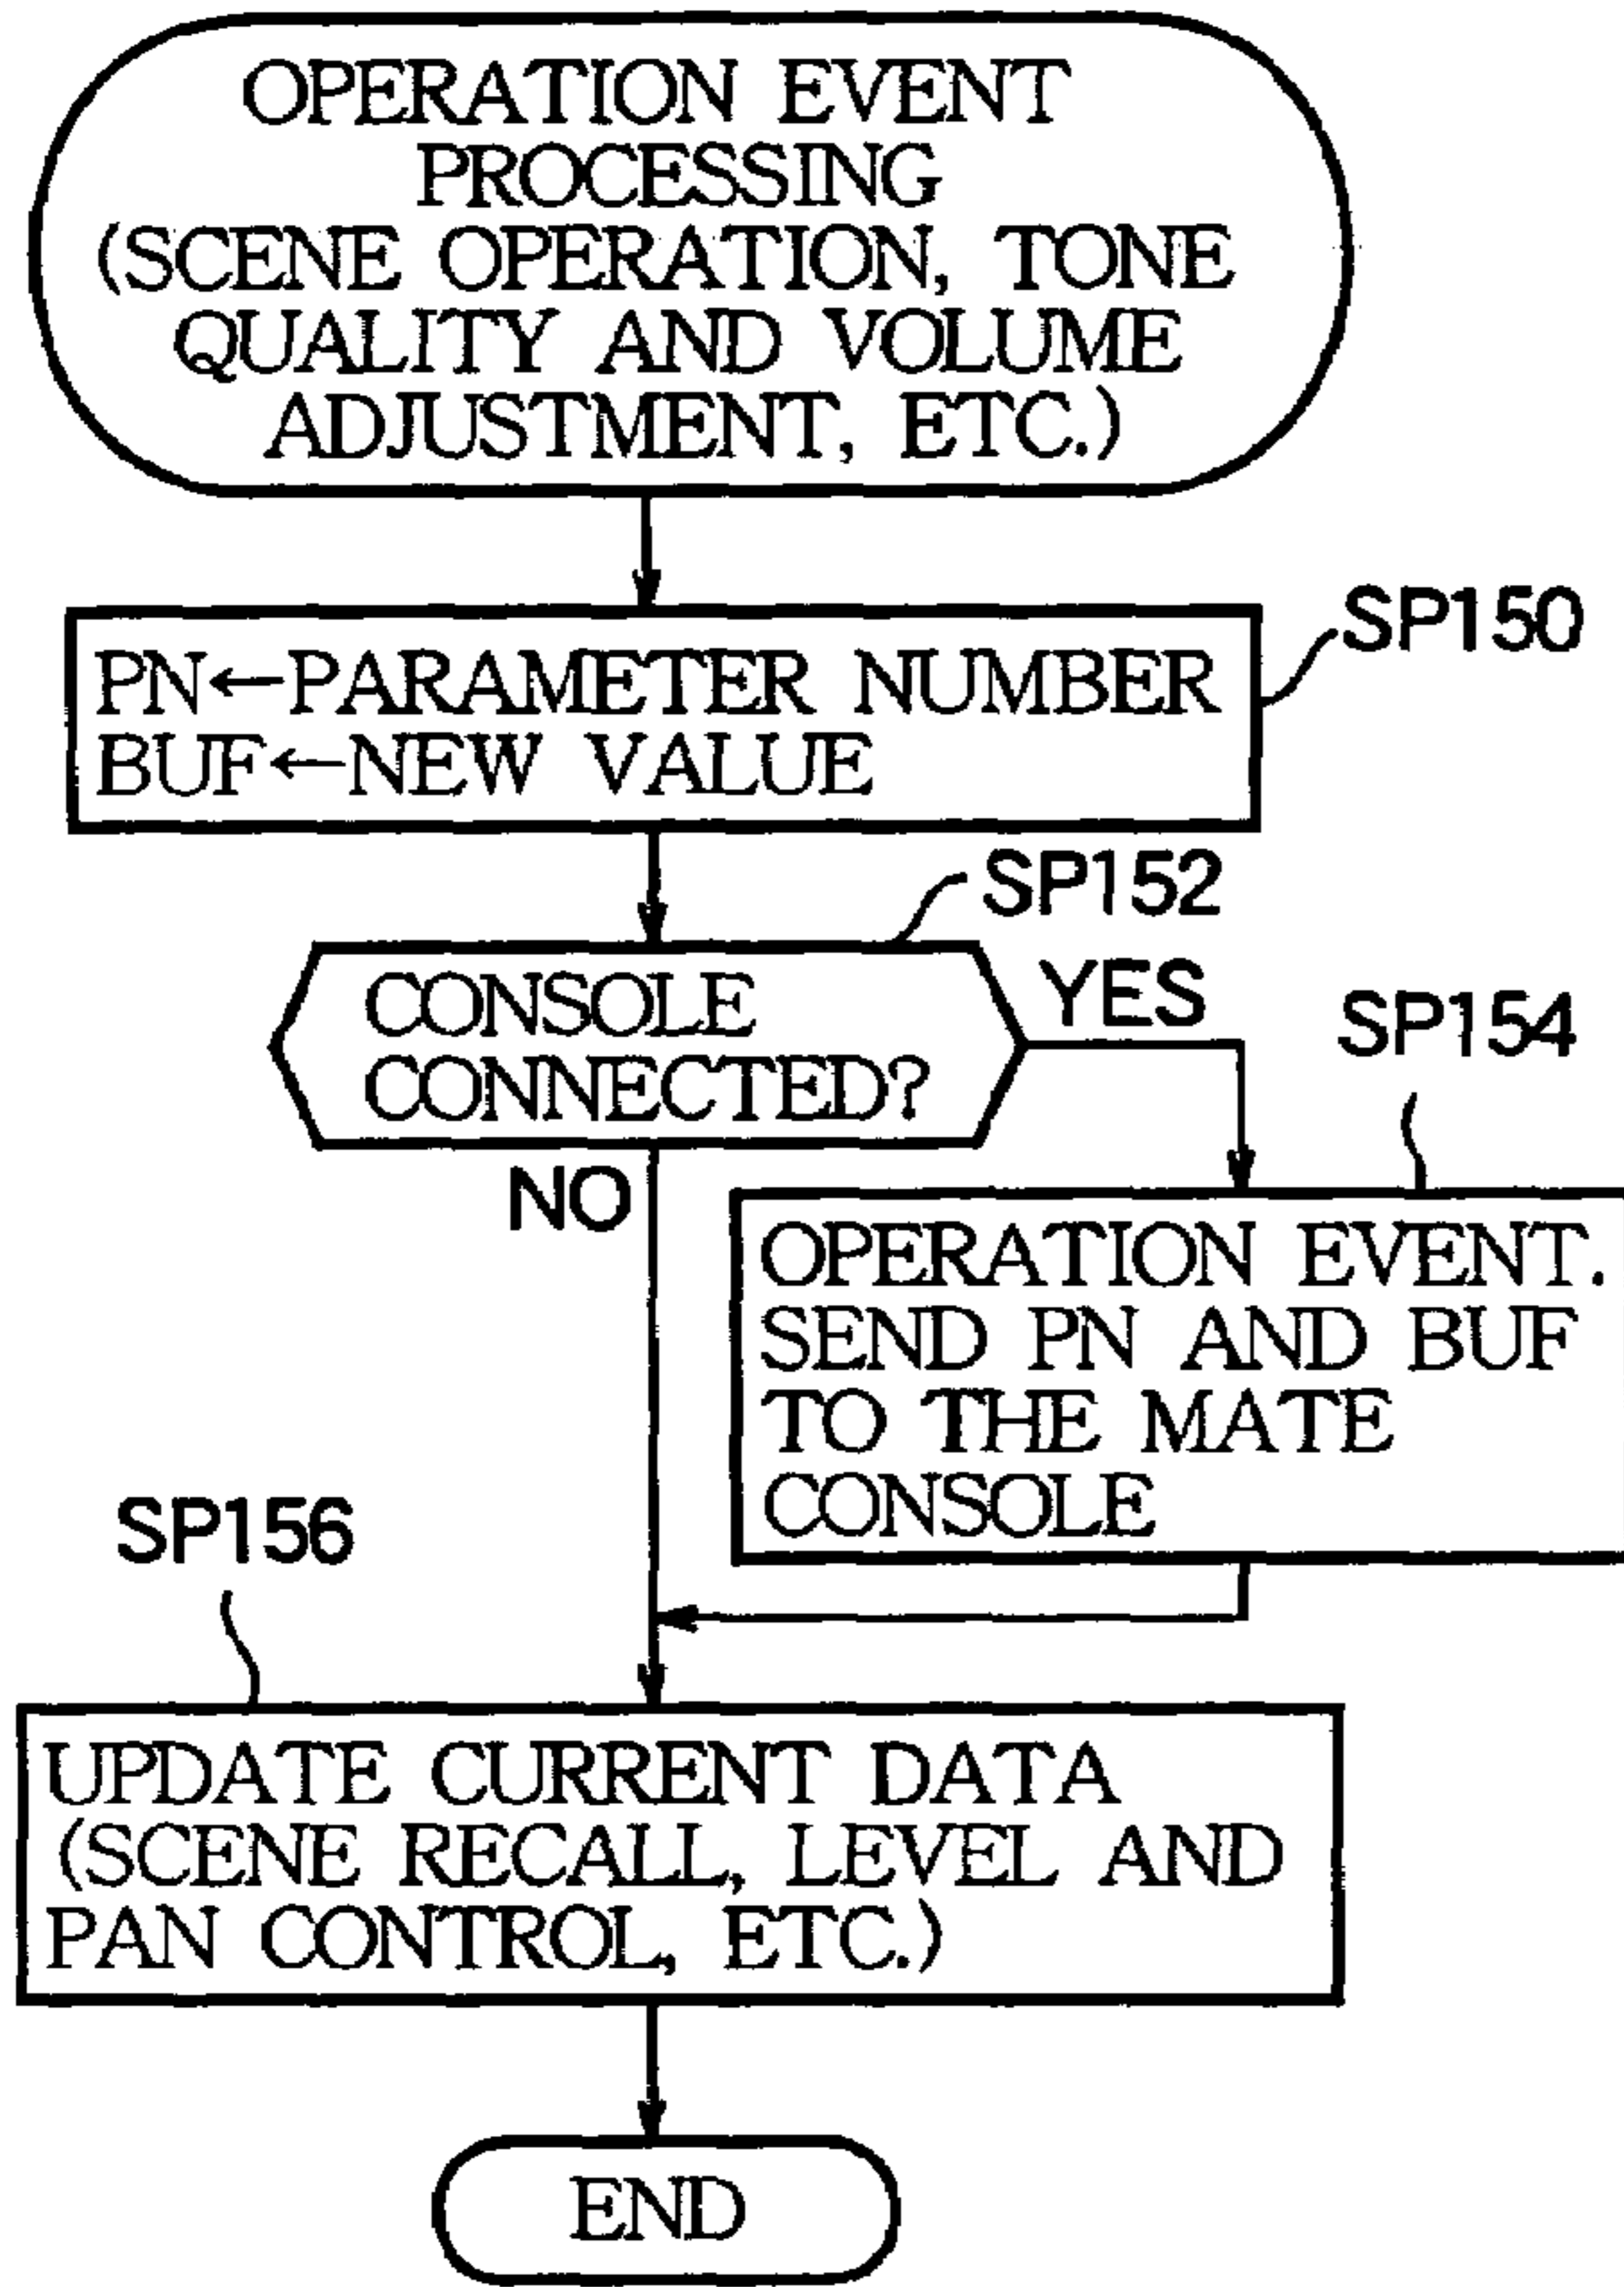 OPERATION EVENT
PROCESSING
(SCENE OPERATION, TONE
QUALITY AND VOLUME
ADJUSTMENT, ETC.)
SP150
PN←PARAMETER NUMBER
BUF←NEW VALUE
SP152
CONSOLE
CONNECTED?
YES
SP154
NO
OPERATION EVENT.
SEND PN AND BUF
TO THE MATE
CONSOLE
SP156
UPDATE CURRENT DATA
(SCENE RECALL, LEVEL AND
PAN CONTROL, ETC.)
END